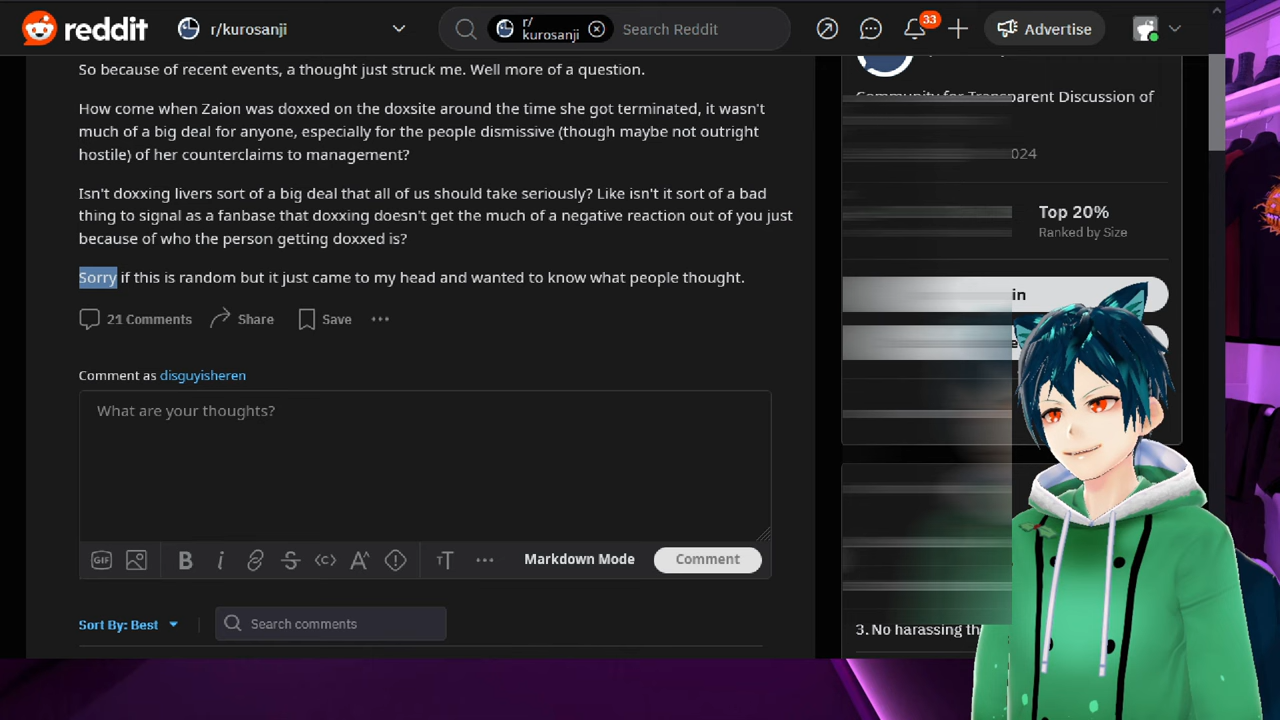 reddit
r/kurosanji
r/
kurosanji
Search Reddit
33
Advertise
So because of recent events, a thought just struck me. Well more of a question.
How come when Zaion was doxxed on the doxsite around the time she got terminated, it wasn't
much of a big deal for anyone, especially for the people dismissive (though maybe not outright
hostile) of her counterclaims to management?
Isn't doxxing livers sort of a big deal that all of us should take seriously? Like isn't it sort of a bad
thing to signal as a fanbase that doxxing doesn't get the much of a negative reaction out of you just
because of who the person getting doxxed is?
Sorry if this is random but it just came to my head and wanted to know what people thought.
21 Comments
Share
Save
Comment as disguyisheren
What are your thoughts?
GIF
B
i
T
Markdown Mode
Comment
Sort By: Best
Search comments
Community for Transparent Discussion of
024
Top 20%
Ranked by Size
in
3. No harassing th